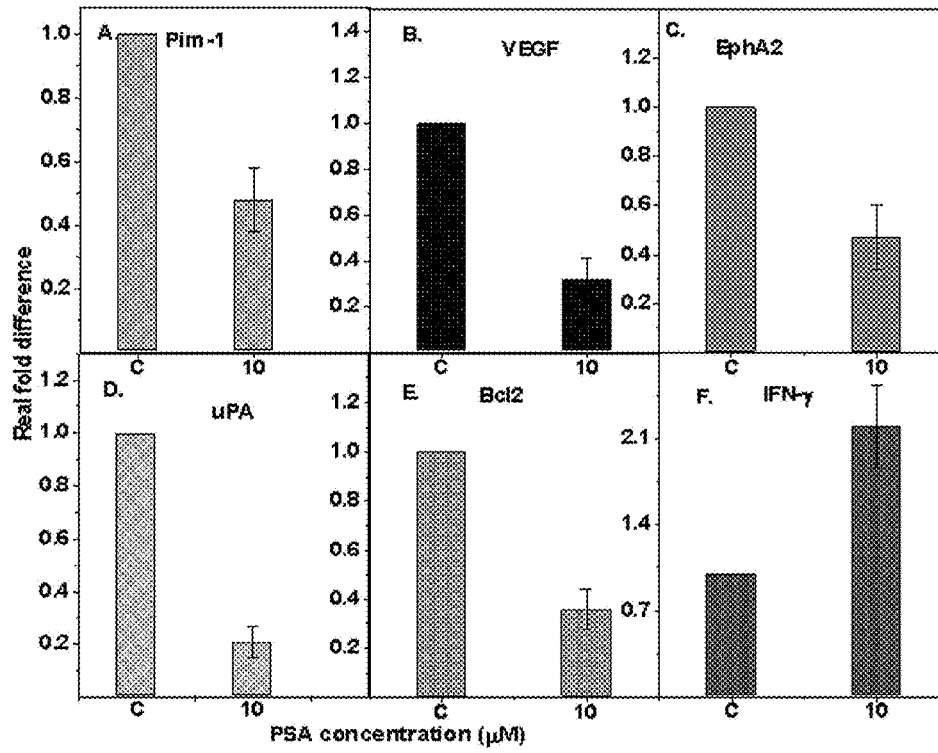 A. Pim-1
1.0
0.8
0.6
0.4
0.2
C 10
B. VEGF
1.4
1.2
1.0
0.8
0.6
0.4
0.2
C 10
C. EphA2
1.2
1.0
0.8
0.6
0.4
0.2
C 10
D. uPA
1.2
1.0
0.8
0.6
0.4
0.2
C 10
E. Bcl2
1.2
1.0
0.8
0.6
0.4
0.2
C 10
F. IFN-γ
2.1
1.4
0.7
C 10
Real fold difference
PSA concentration (μM)